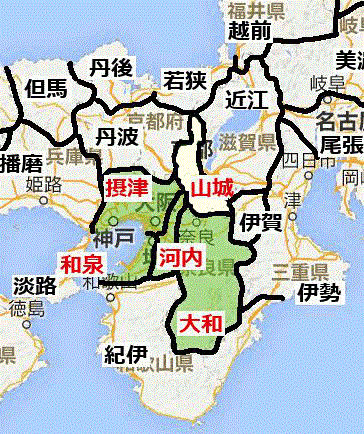 福井県
越前
丹後
但馬
若狭
近江
美濃
岐阜
丹波
京都府
滋賀県
名古屋
尾張
兵庫県
播磨
四日市
姫路
摂津
大阪
山城
津
伊賀
神戸
奈良
和泉
河内
奈良県
三重県
淡路
和歌山
伊勢
徳島
大和
紀伊
和歌山県